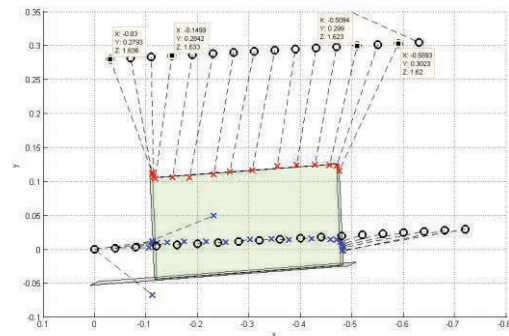 0.35
0.3
0.25
0.2
0.15
0.1
0.05
0
-0.05
-0.1
y
X: -0.03
Y: 0.2793
Z: 1.636
X: -0.1499
Y: 0.2842
Z: 1.633
X: -0.5094
Y: 0.299
Z: 1.623
X: -0.5893
Y: 0.3023
Z: 1.62
0.1 0 -0.1 -0.2 -0.3 -0.4 -0.5 -0.6 -0.7 -0.8
x